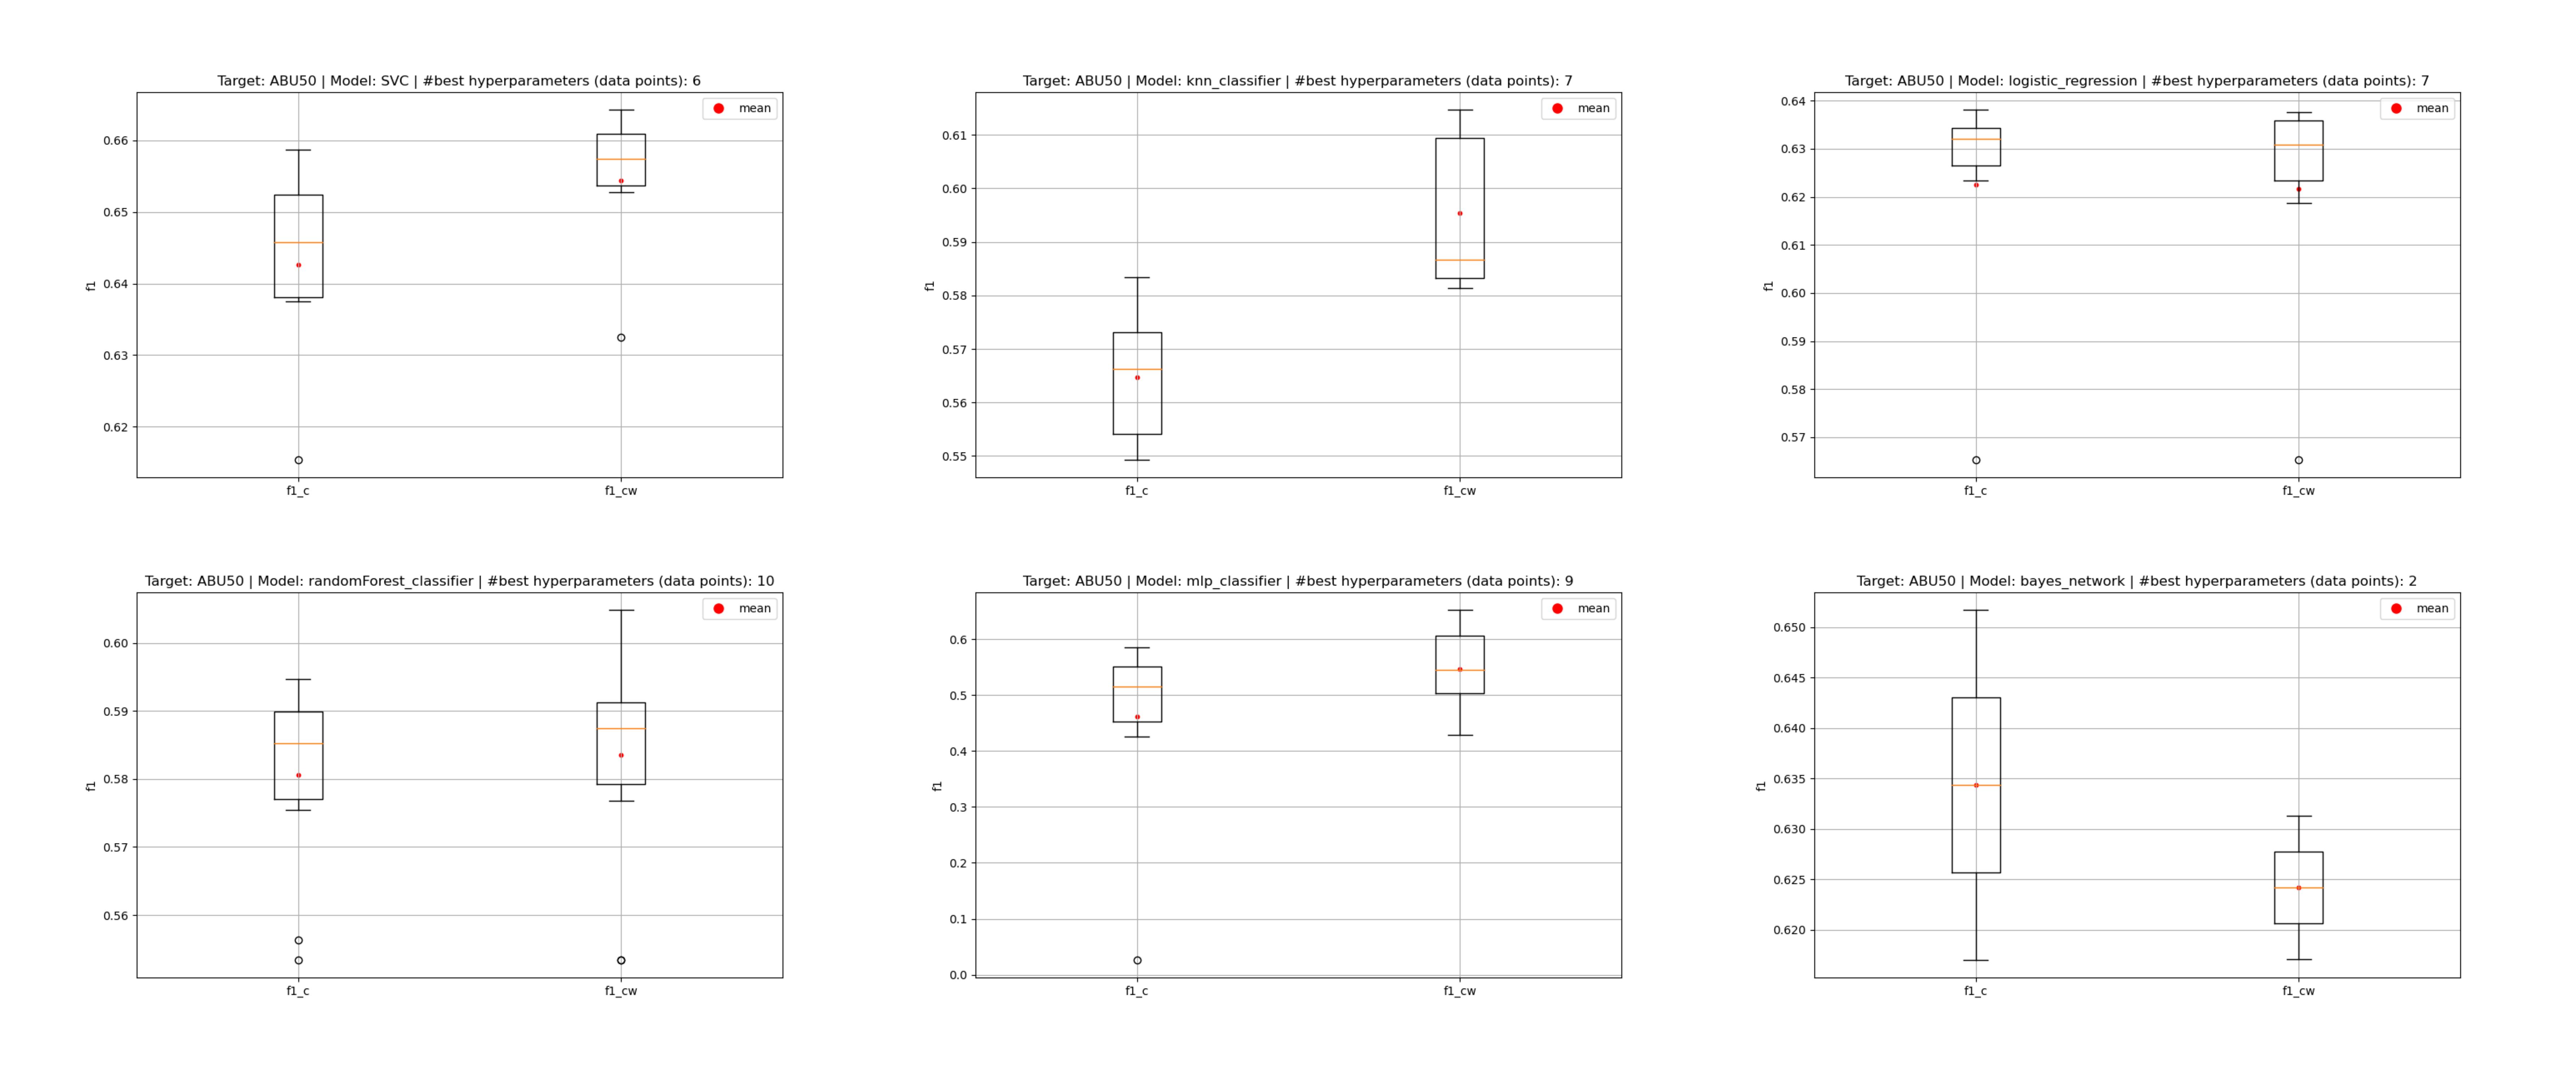 Target: ABU50 | Model: SVC | #best hyperparameters (data points): 6
mean
0.66
0.65
0.64
0.63
0.62
f1
f1_c
f1_cw
Target: ABU50 | Model: knn_classifier | #best hyperparameters (data points): 7
mean
0.61
0.60
0.59
0.58
0.57
0.56
0.55
f1
f1_c
f1_cw
Target: ABU50 | Model: logistic_regression | #best hyperparameters (data points): 7
mean
0.64
0.63
0.62
0.61
0.60
0.59
0.58
0.57
f1
f1_c
f1_cw
Target: ABU50 | Model: randomForest_classifier | #best hyperparameters (data points): 10
mean
0.60
0.59
0.58
0.57
0.56
f1
f1_c
f1_cw
Target: ABU50 | Model: mlp_classifier | #best hyperparameters (data points): 9
mean
0.6
0.5
0.4
0.3
0.2
0.1
0.0
f1
f1_c
f1_cw
Target: ABU50 | Model: bayes_network | #best hyperparameters (data points): 2
mean
0.650
0.645
0.640
0.635
0.630
0.625
0.620
f1
f1_c
f1_cw